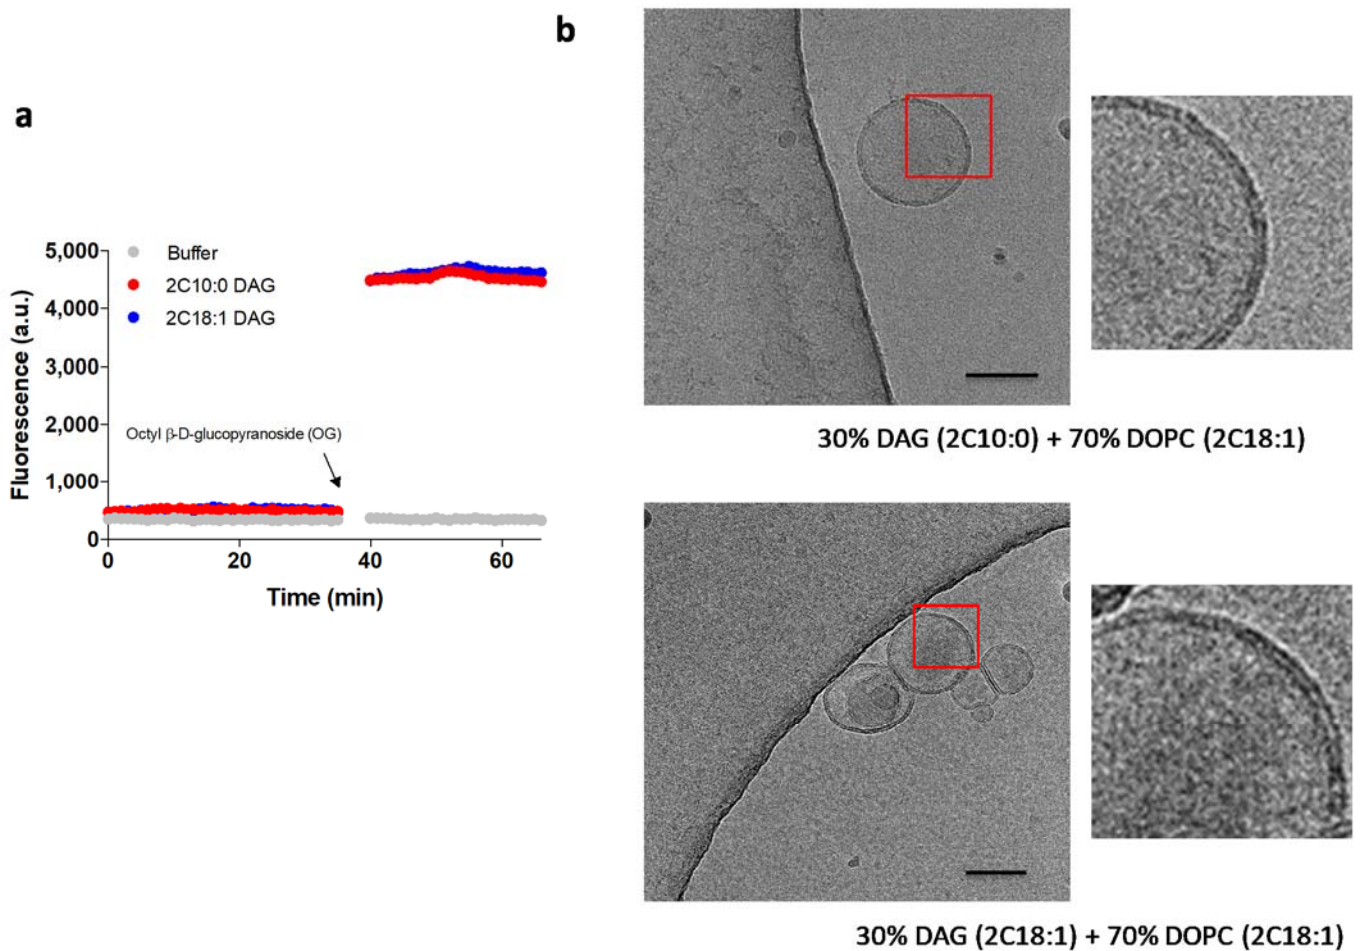 a
5,000
4,000
3,000
2,000
1,000
0
Fluorescence (a.u.)
Buffer
2C10:0 DAG
2C18:1 DAG
Octyl β-D-glucopyranoside (OG)
0 20 40 60
Time (min)
b
30% DAG (2C10:0) + 70% DOPC (2C18:1)
30% DAG (2C18:1) + 70% DOPC (2C18:1)